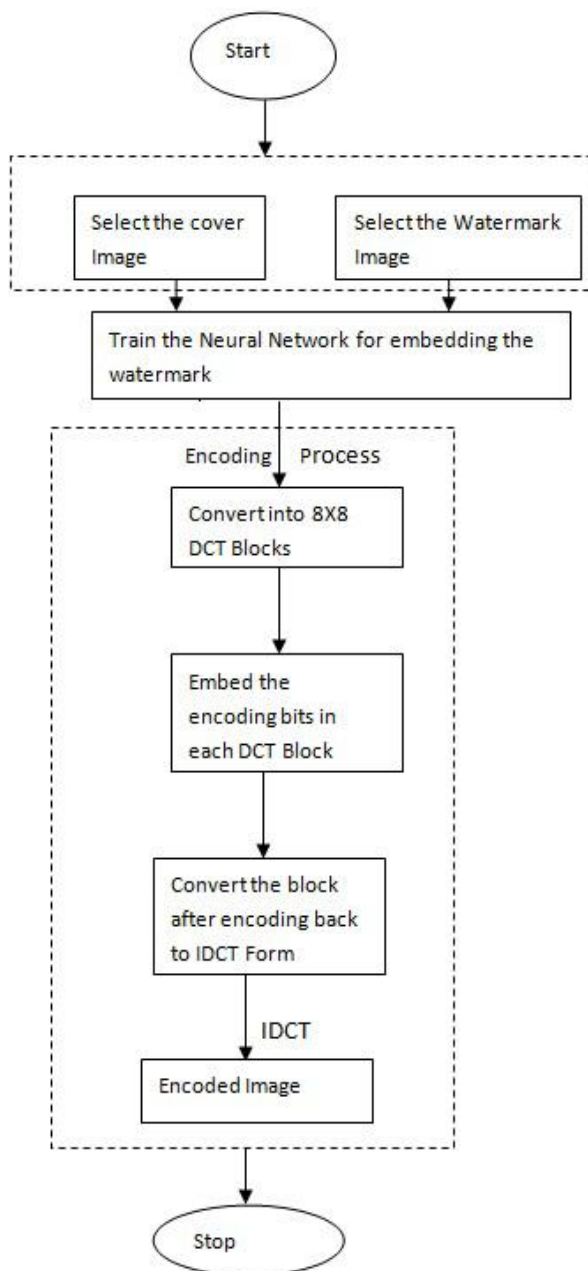 Start
Select the cover
Image
Select the Watermark
Image
Train the Neural Network for embedding the
watermark
Encoding Process
Convert into 8X8
DCT Blocks
Embed the
encoding bits in
each DCT Block
Convert the block
after encoding back
to IDCT Form
IDCT
Encoded Image
Stop